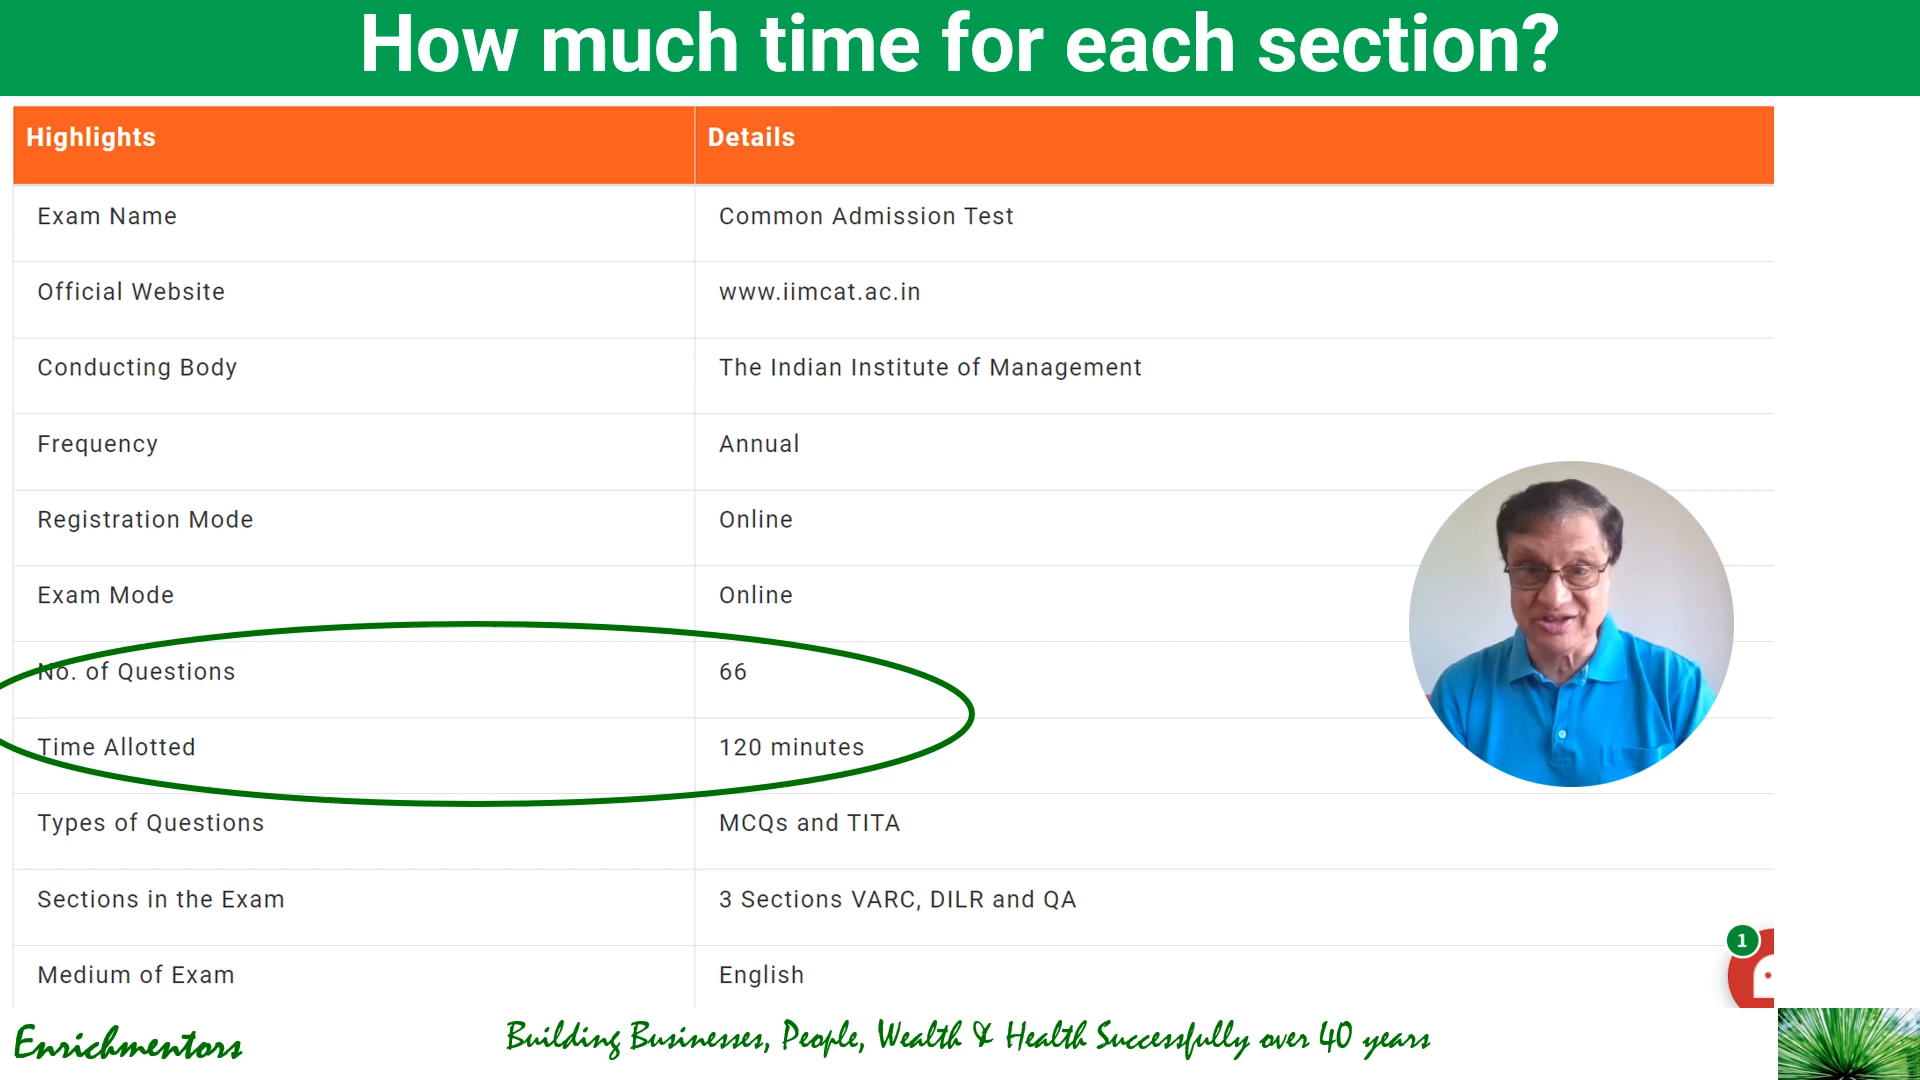 How much time for each section?
Highlights Details
Exam Name Common Admission Test
Official Website www.iimcat.ac.in
Conducting Body The Indian Institute of Management
Frequency Annual
Registration Mode Online
Exam Mode Online
No. of Questions 66
Time Allotted 120 minutes
Types of Questions MCQs and TITA
Sections in the Exam 3 Sections VARC, DILR and QA
1
Medium of Exam English
Enrichmentors Building Businesses, People, Wealth & Health Successfully over 40 years